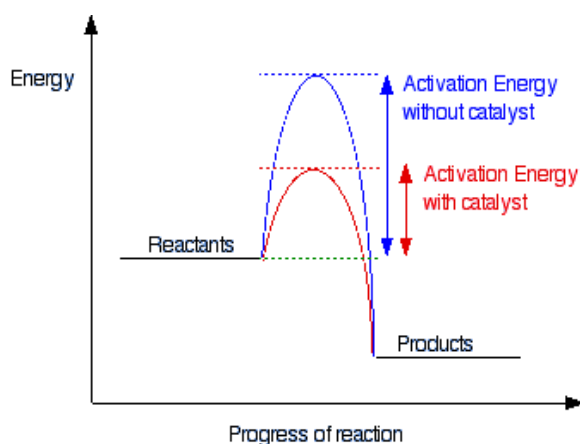 Energy
Activation Energy
without catalyst
Activation Energy
with catalyst
Reactants
Products
Progress of reaction